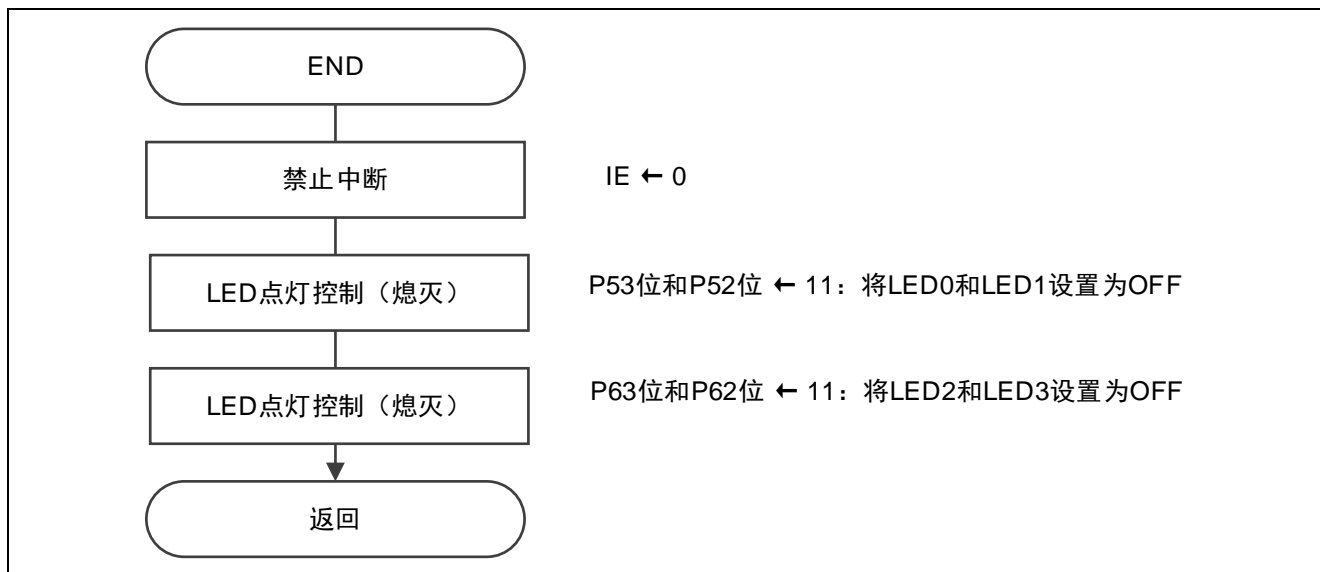 END
禁止中断
IE ← 0
LED点灯控制（熄灭）
P53位和P52位 ← 11：将LED0和LED1设置为OFF
LED点灯控制（熄灭）
P63位和P62位 ← 11：将LED2和LED3设置为OFF
返回